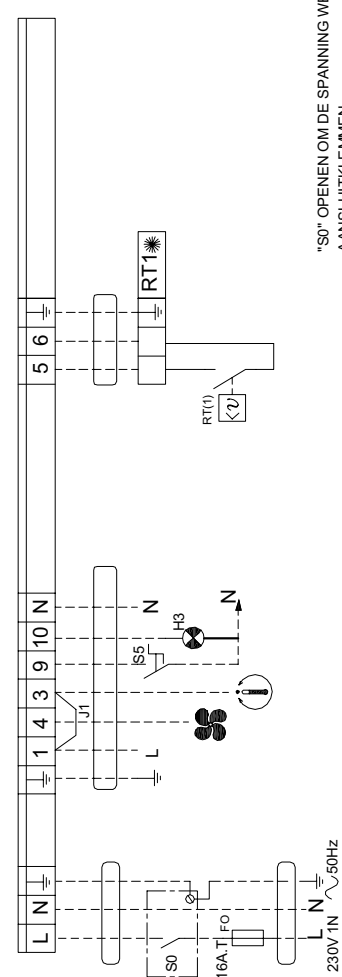 L N 1 4 3 9 10 N 5 6
J1
S5
H3
L
N
N
RT1
RT(1)
S0
16A.T
FO
L N
230V 1N 50Hz
"S0" OPENEN OM DE SPANNING
AANSLUITKLEMMEN